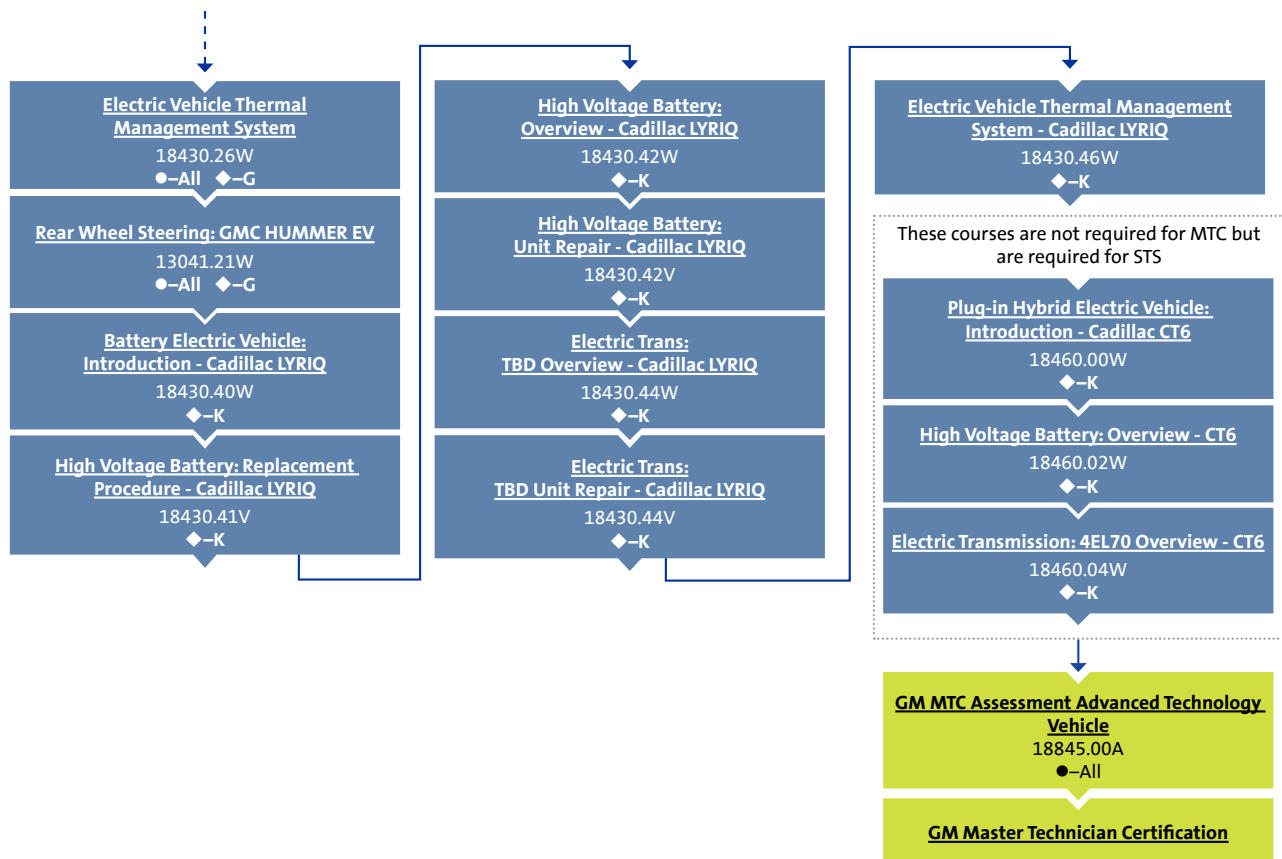 Electric Vehicle Thermal
Management System
18430.26W
●–All ◆–G
Rear Wheel Steering: GMC HUMMER EV
13041.21W
●–All ◆–G
Battery Electric Vehicle:
Introduction - Cadillac LYRIQ
18430.40W
◆–K
High Voltage Battery: Replacement
Procedure - Cadillac LYRIQ
18430.41V
◆–K
High Voltage Battery:
Overview - Cadillac LYRIQ
18430.42W
◆–K
High Voltage Battery:
Unit Repair - Cadillac LYRIQ
18430.42V
◆–K
Electric Trans:
TBD Overview - Cadillac LYRIQ
18430.44W
◆–K
Electric Trans:
TBD Unit Repair - Cadillac LYRIQ
18430.44V
◆–K
Electric Vehicle Thermal Management
System - Cadillac LYRIQ
18430.46W
◆–K
These courses are not required for MTC but
are required for STS
Plug-in Hybrid Electric Vehicle:
Introduction - Cadillac CT6
18460.00W
◆–K
High Voltage Battery: Overview - CT6
18460.02W
◆–K
Electric Transmission: 4EL70 Overview - CT6
18460.04W
◆–K
GM MTC Assessment Advanced Technology
Vehicle
18845.00A
●–All
GM Master Technician Certification